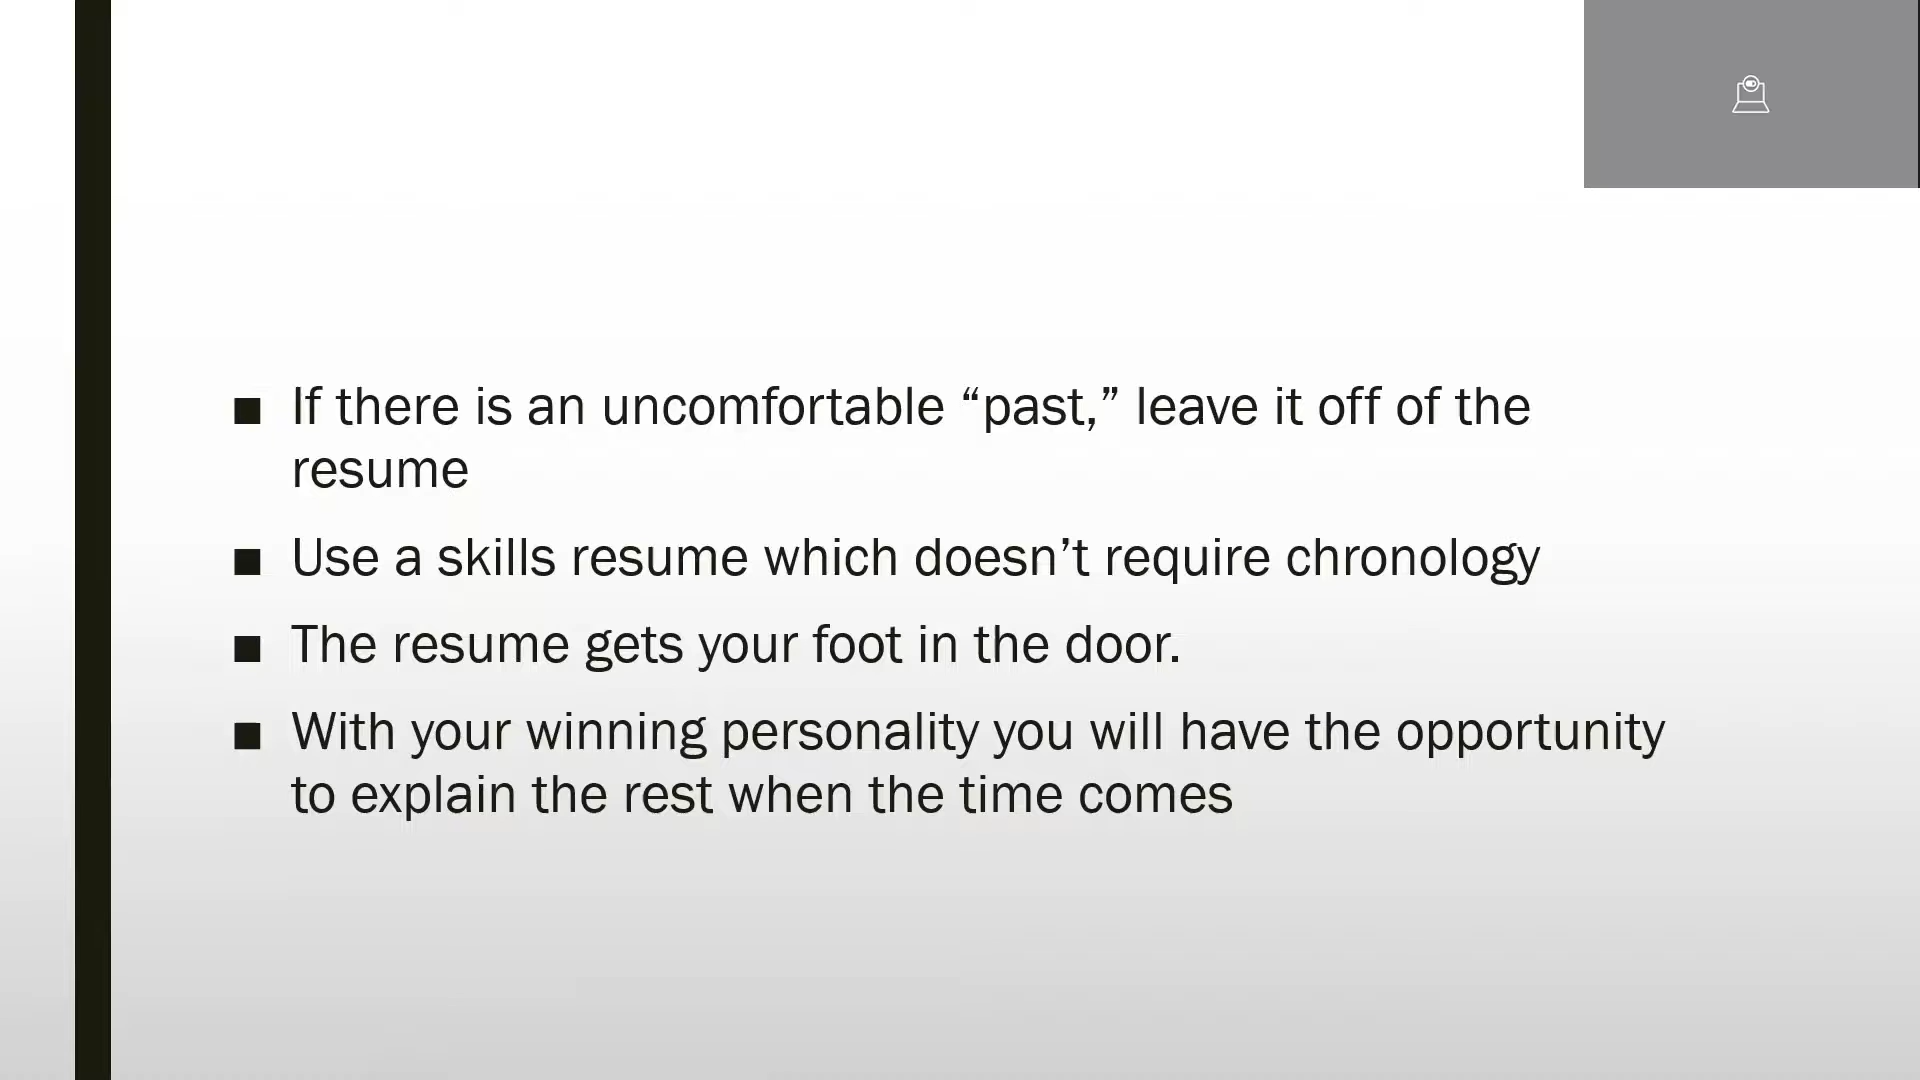 ■ If there is an uncomfortable “past,” leave it off of the
resume
■ Use a skills resume which doesn’t require chronology
■ The resume gets your foot in the door.
■ With your winning personality you will have the opportunity
to explain the rest when the time comes